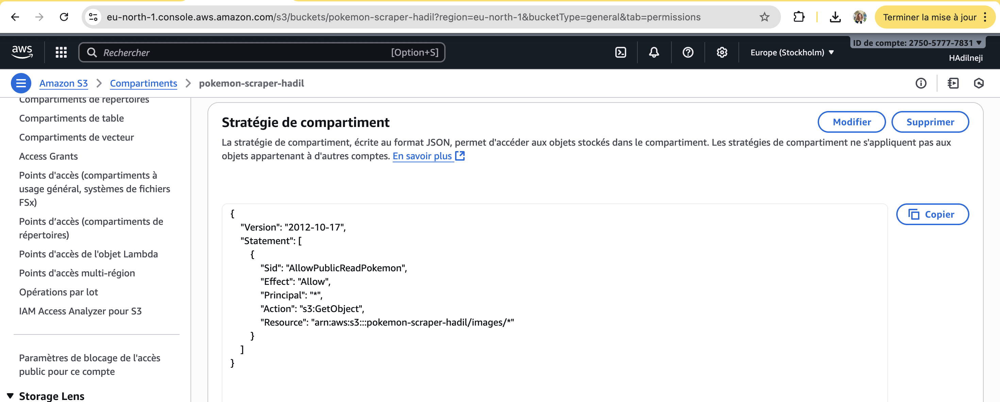 eu-north-1.console.aws.amazon.com/s3/buckets/pokemon-scraper-hadil?region=eu-north-1&bucketType=general&tab=permissions
Terminer la mise à jour
aws
Rechercher
[Option+S]
Europe (Stockholm)
ID de compte: 2750-5777-7831
HAdilneji
Amazon S3
Compartiments
pokemon-scraper-hadil
Compartiments de répertoires
Compartiments de table
Compartiments de vecteur
Access Grants
Points d'accès (compartiments à
usage général, systèmes de fichiers
FSx)
Points d’accès (compartiments de
répertoires)
Points d'accès de l'objet Lambda
Points d'accès multi-région
Opérations par lot
IAM Access Analyzer pour S3
Paramètres de blocage de l'accès
public pour ce compte
Storage Lens
Stratégie de compartiment
Modifier
Supprimer
La stratégie de compartiment, écrite au format JSON, permet d'accéder aux objets stockés dans le compartiment. Les stratégies de compartiment ne s'appliquent pas aux
objets appartenant à d'autres comptes. En savoir plus
Copier
{
"Version": "2012-10-17",
"Statement": [
{
"Sid": "AllowPublicReadPokemon",
"Effect": "Allow",
"Principal": "*",
"Action": "s3:GetObject",
"Resource": "arn:aws:s3:::pokemon-scraper-hadil/images/*"
}
]
}